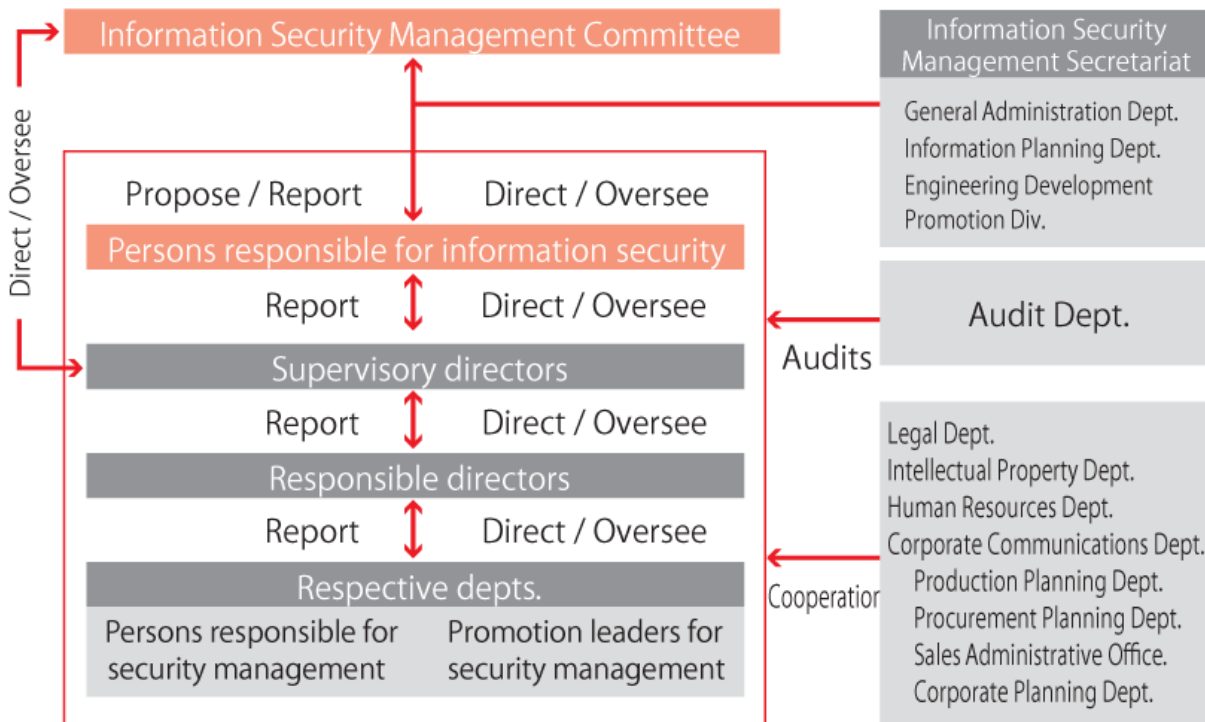 Information Security Management Committee
Direct / Oversee
Propose / Report
Direct / Oversee
Persons responsible for information security
Report
Direct / Oversee
Supervisory directors
Report
Direct / Oversee
Responsible directors
Report
Direct / Oversee
Respective depts.
Persons responsible for
security management
Promotion leaders for
security management
Information Security
Management Secretariat
General Administration Dept.
Information Planning Dept.
Engineering Development
Promotion Div.
Audit Dept.
Audits
Legal Dept.
Intellectual Property Dept.
Human Resources Dept.
Corporate Communications Dept.
Production Planning Dept.
Procurement Planning Dept.
Sales Administrative Office.
Corporate Planning Dept.
Cooperation